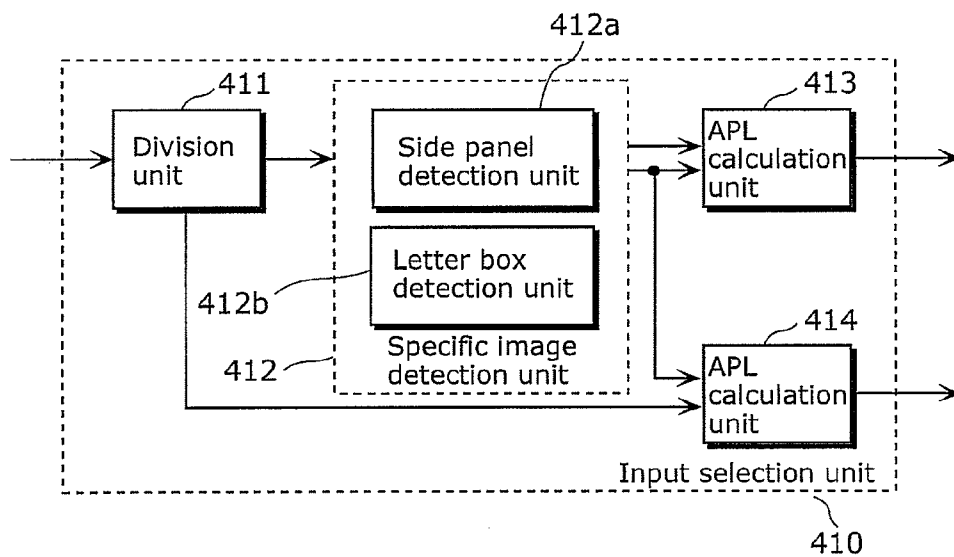 412a
411
413
Division
unit
Side panel
detection unit
APL
calculation
unit
Letter box
detection unit
412b
414
Specific image
detection unit
412
APL
calculation
unit
Input selection unit
410